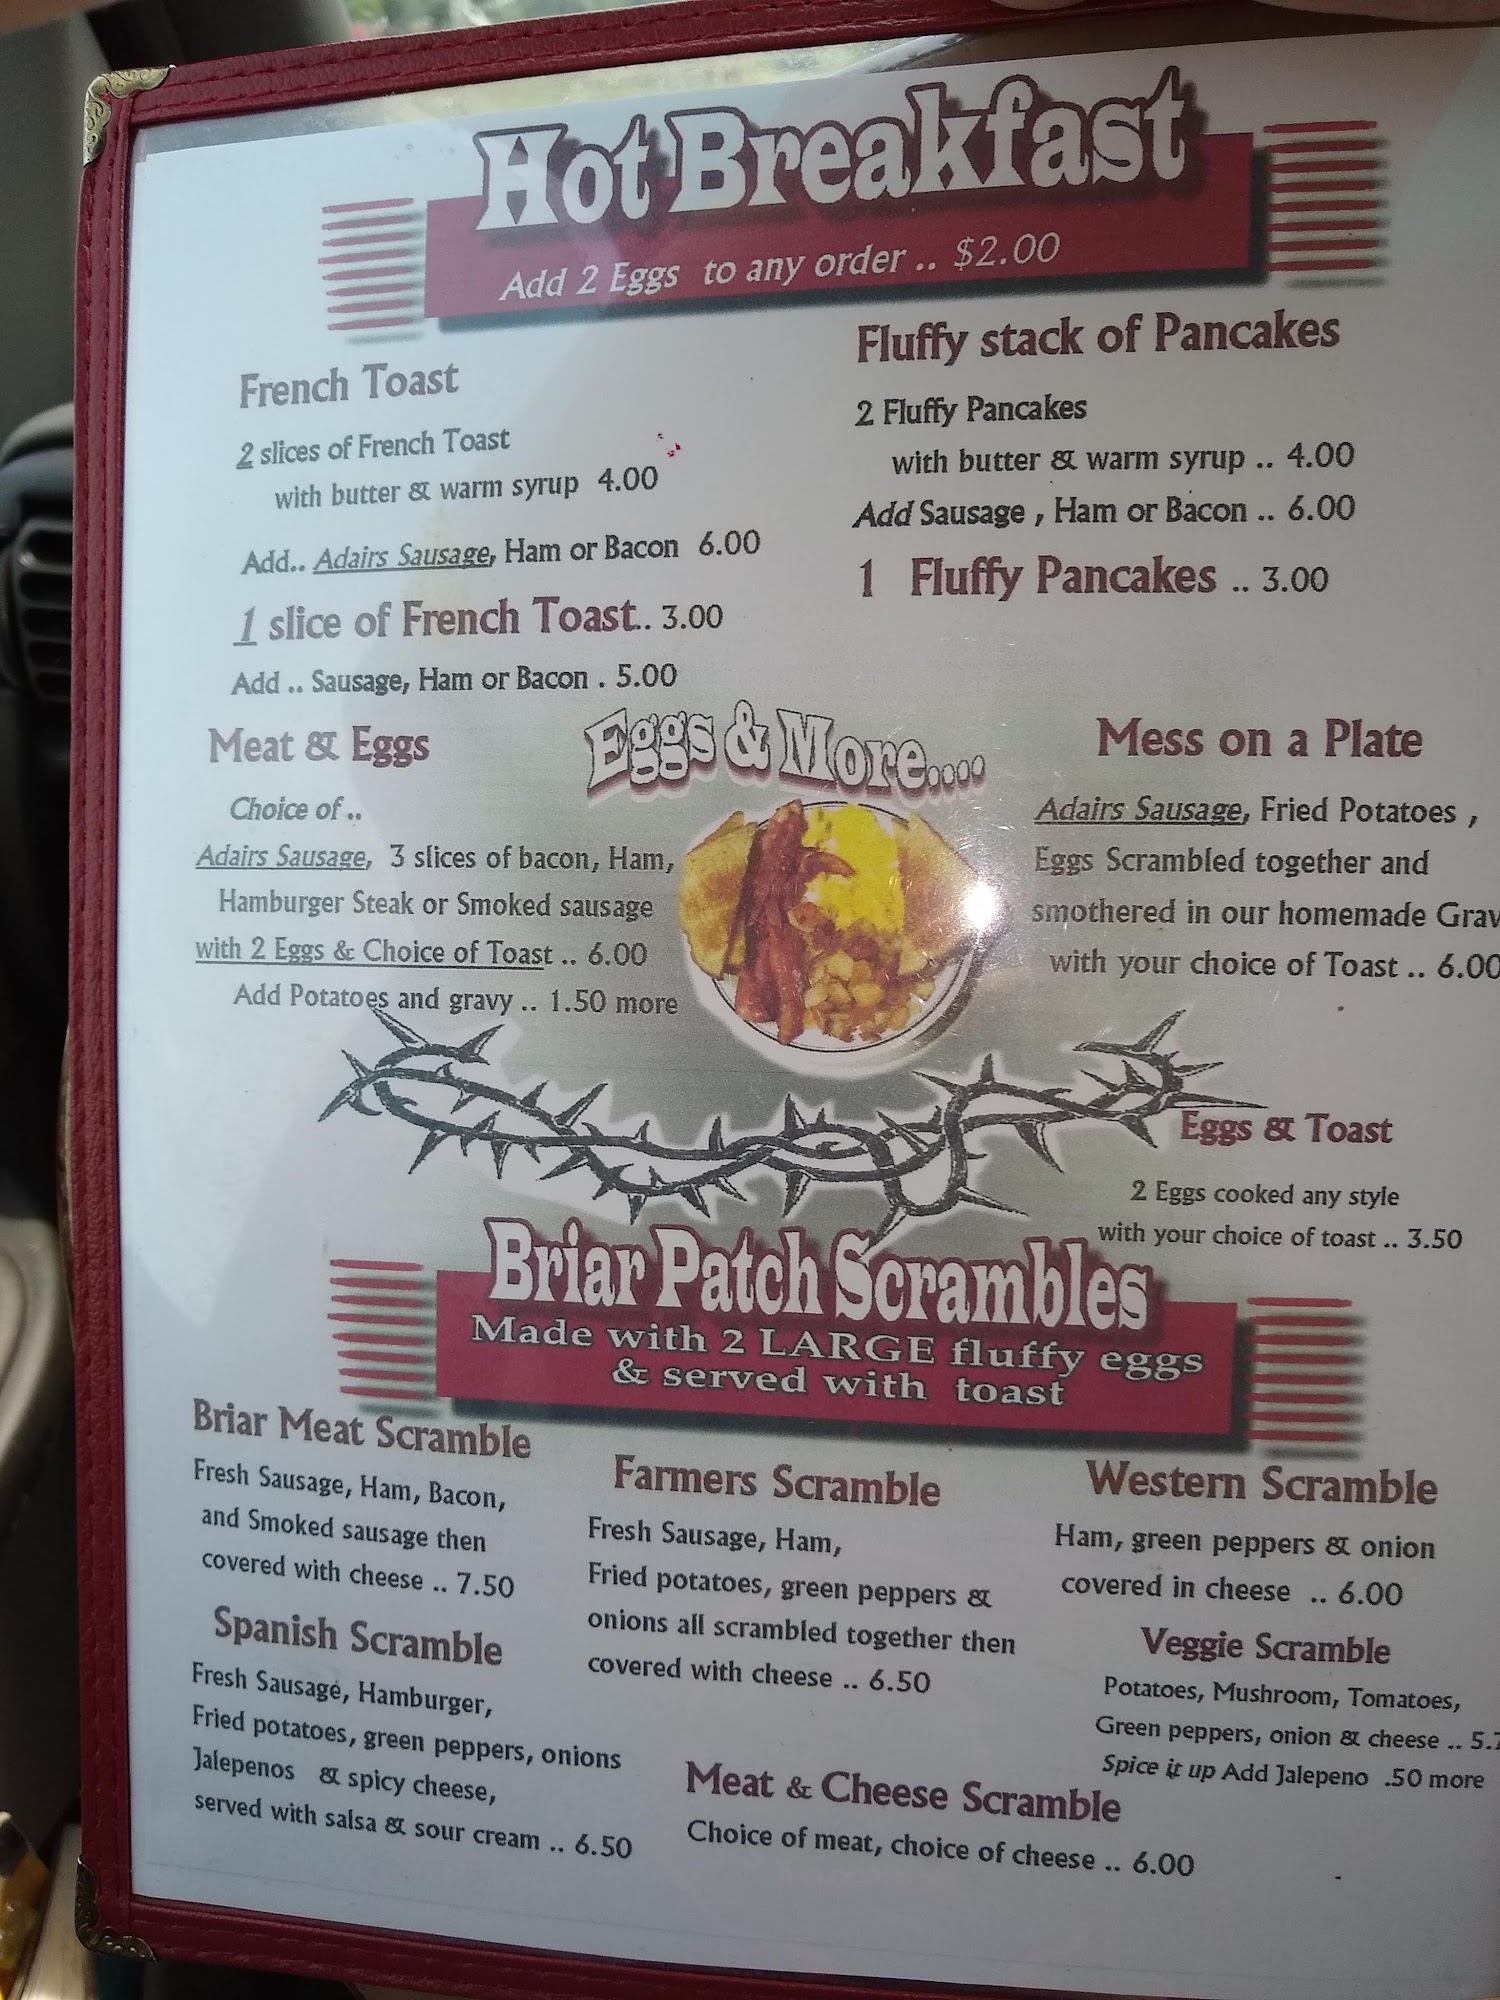 Hot Breakfast
Add 2 Eggs to any order .. $2.00
French Toast
2 slices of French Toast
with butter & warm syrup 4.00
Add.. Adairs Sausage, Ham or Bacon 6.00
1 slice of French Toast.. 3.00
Add .. Sausage, Ham or Bacon . 5.00
Fluffy stack of Pancakes
2 Fluffy Pancakes
with butter & warm syrup .. 4.00
Add Sausage , Ham or Bacon .. 6.00
1 Fluffy Pancakes .. 3.00
Eggs & More....
Meat & Eggs
Choice of ..
Adairs Sausage, 3 slices of bacon, Ham,
Hamburger Steak or Smoked sausage
with 2 Eggs & Choice of Toast .. 6.00
Add Potatoes and gravy .. 1.50 more
Mess on a Plate
Adairs Sausage, Fried Potatoes ,
Eggs Scrambled together and
smothered in our homemade Grav
with your choice of Toast .. 6.00
Eggs & Toast
2 Eggs cooked any style
with your choice of toast .. 3.50
Briar Patch Scrambles
Made with 2 LARGE fluffy eggs
& served with toast
Briar Meat Scramble
Fresh Sausage, Ham, Bacon,
and Smoked sausage then
covered with cheese .. 7.50
Spanish Scramble
Fresh Sausage, Hamburger,
Fried potatoes, green peppers, onions
Jalepenos & spicy cheese,
served with salsa & sour cream .. 6.50
Farmers Scramble
Fresh Sausage, Ham,
Fried potatoes, green peppers &
onions all scrambled together then
covered with cheese .. 6.50
Meat & Cheese Scramble
Choice of meat, choice of cheese .. 6.00
Western Scramble
Ham, green peppers & onion
covered in cheese .. 6.00
Veggie Scramble
Potatoes, Mushroom, Tomatoes,
Green peppers, onion & cheese .. 5.7
Spice it up Add Jalepeno .50 more